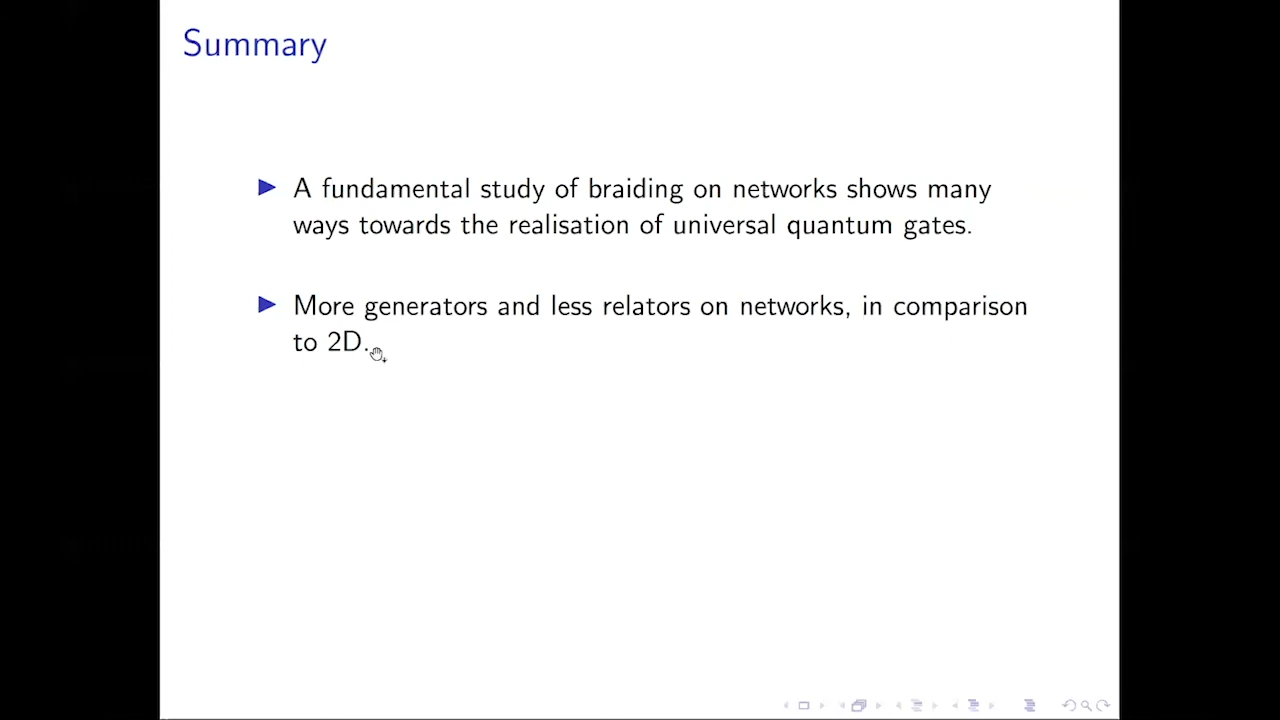 Summary
A fundamental study of braiding on networks shows many
ways towards the realisation of universal quantum gates.
More generators and less relators on networks, in comparison
to 2D.